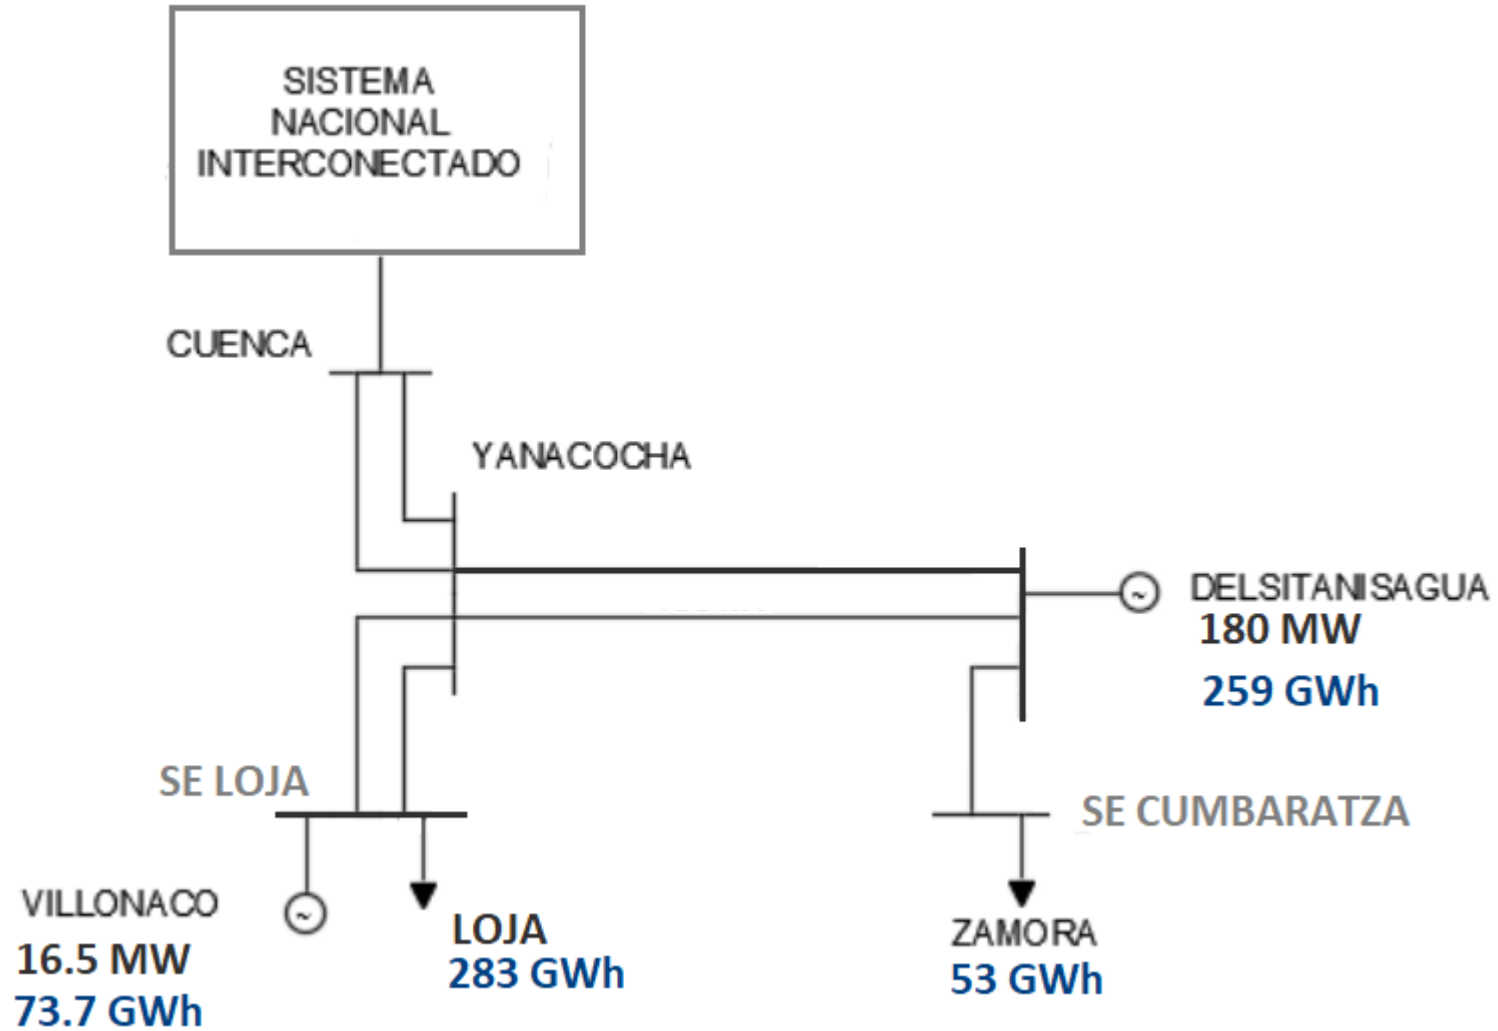 SISTEMA
NACIONAL
INTERCONECTADO
CUENCA
YANACOCHA
DELSITANISAGUA
180 MW
259 GWh
SE LOJA
SE CUMBARATZA
VILLONACO
16.5 MW
73.7 GWh
~
LOJA
283 GWh
ZAMORA
53 GWh
~